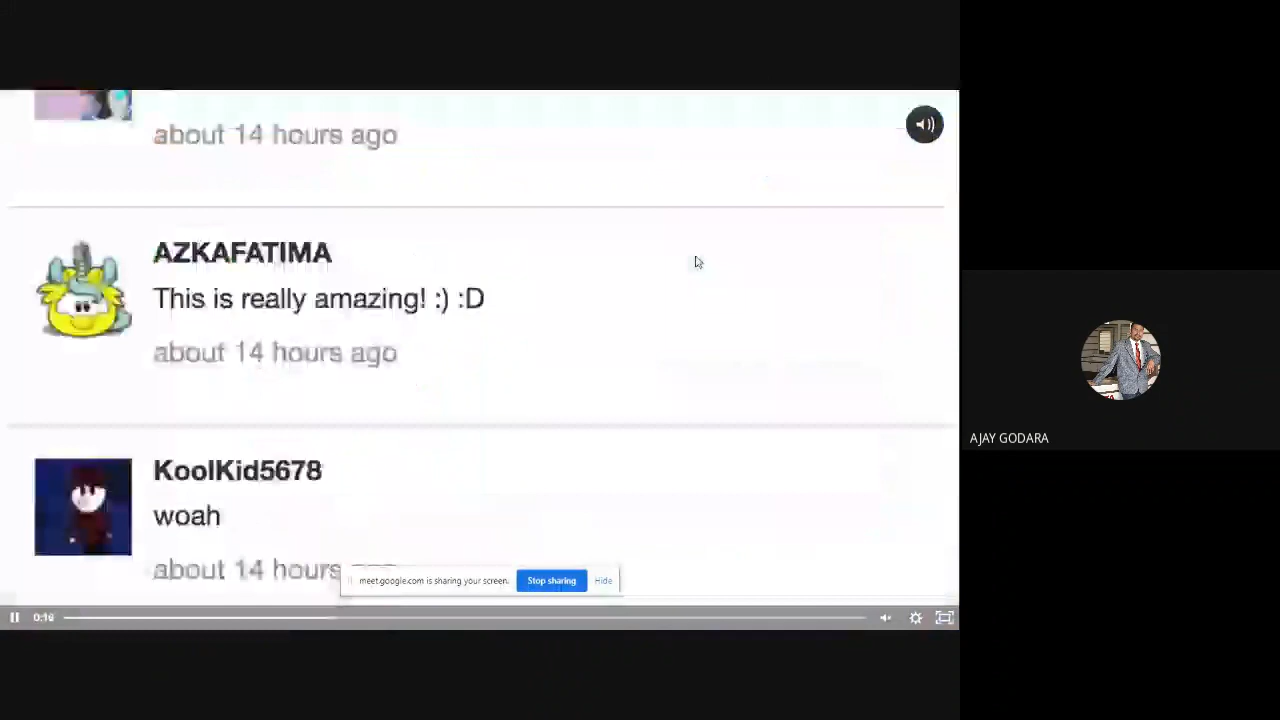 about 14 hours ago
AZKAFATIMA
This is really amazing! :) :D
about 14 hours ago
KoolKid5678
woah
about 14 hours
meet.google.com is sharing your screen.
Stop sharing
Hide
0:16
AJAY GODARA